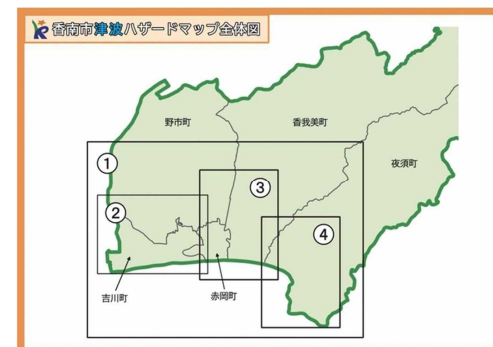 香南市津波ハザードマップ全体図
野市町
香我美町
夜須町
①
③
②
④
吉川町
赤岡町